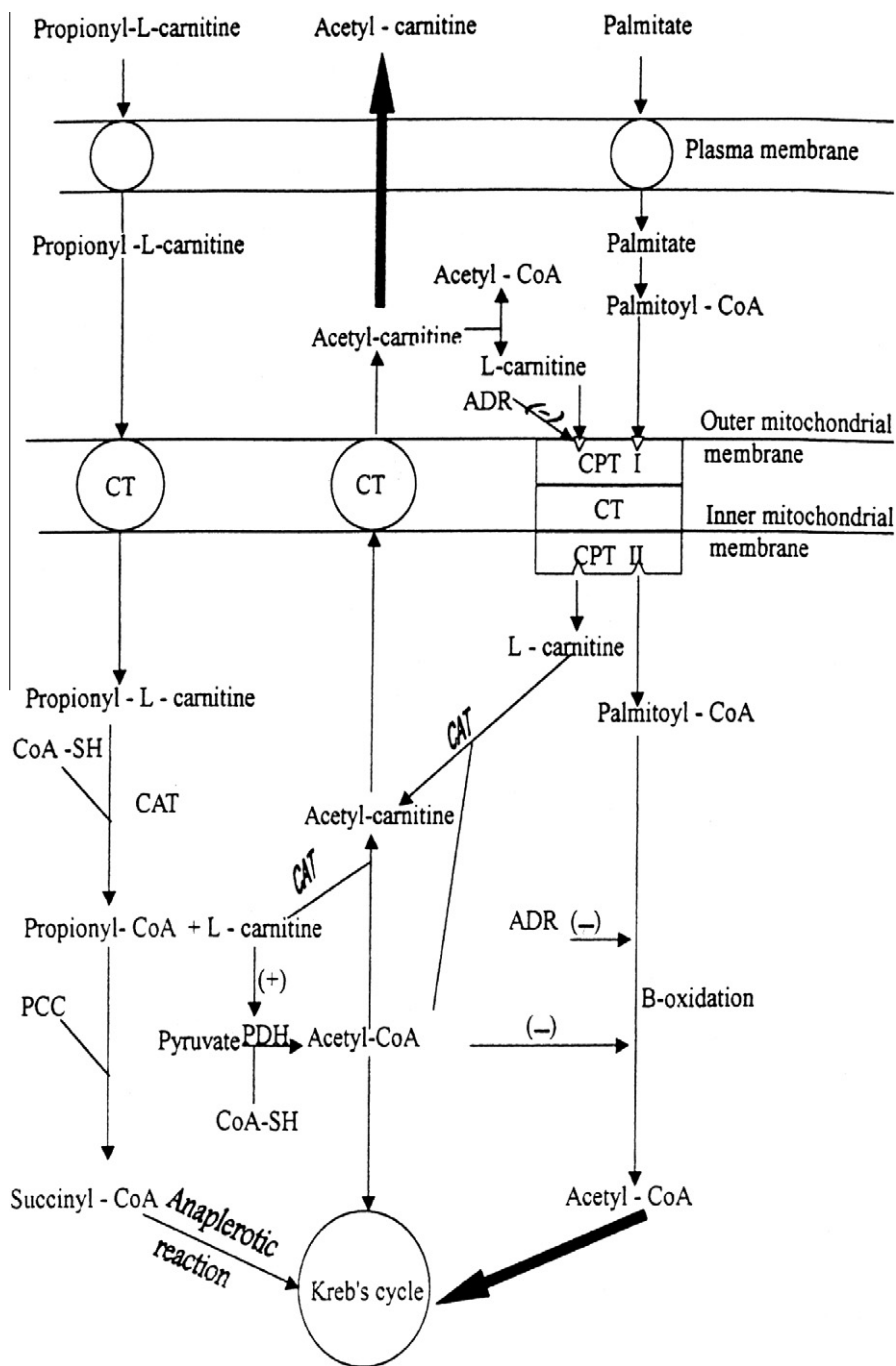 Propionyl-L-carnitine
Acetyl - carnitine
Palmitate
Plasma membrane
Propionyl -L-carnitine
Palmitate
Acetyl - CoA
Palmitoyl - CoA
Acetyl-carnitine
L-carnitine
ADR (-)
Outer mitochondrial
membrane
CPT I
CT
CT
CT
Inner mitochondrial
membrane
CPT II
L - carnitine
Propionyl - L - carnitine
Palmitoyl - CoA
CoA -SH
CAT
CAT
Acetyl-carnitine
CAT
Propionyl- CoA + L - carnitine
ADR (-)
(+)
PCC
B-oxidation
Pyruvate PDH Acetyl-CoA
(-)
CoA-SH
Succinyl - CoA
Anaplerotic
reaction
Acetyl - CoA
Kreb's cycle